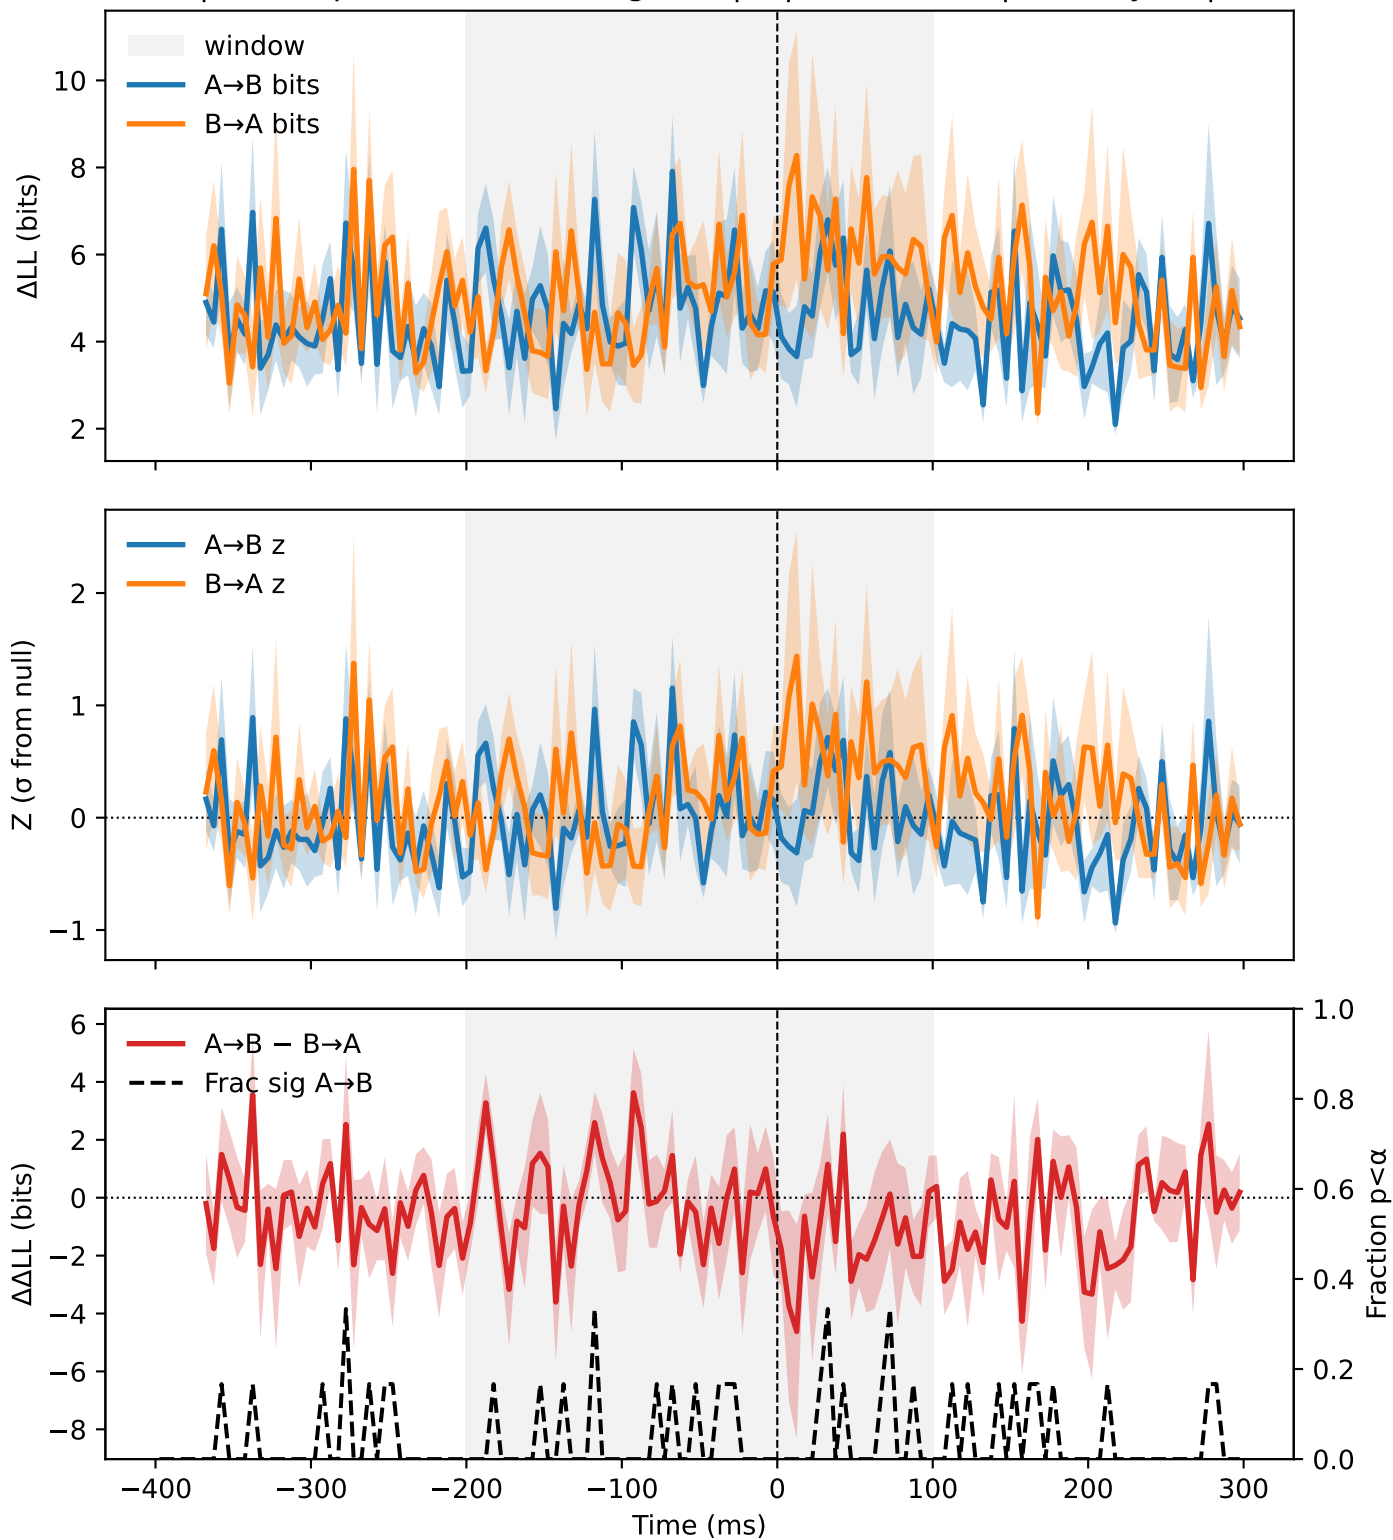 window
A→B bits
B→A bits
ΔLL (bits)
10
8
6
4
2
A→B z
B→A z
Z (σ from null)
2
1
0
−1
A→B − B→A
Frac sig A→B
ΔΔLL (bits)
6
4
2
0
−2
−4
−6
−8
1.0
0.8
0.6
0.4
0.2
0.0
Fraction p<α
−400 −300 −200 −100 0 100 200 300
Time (ms)